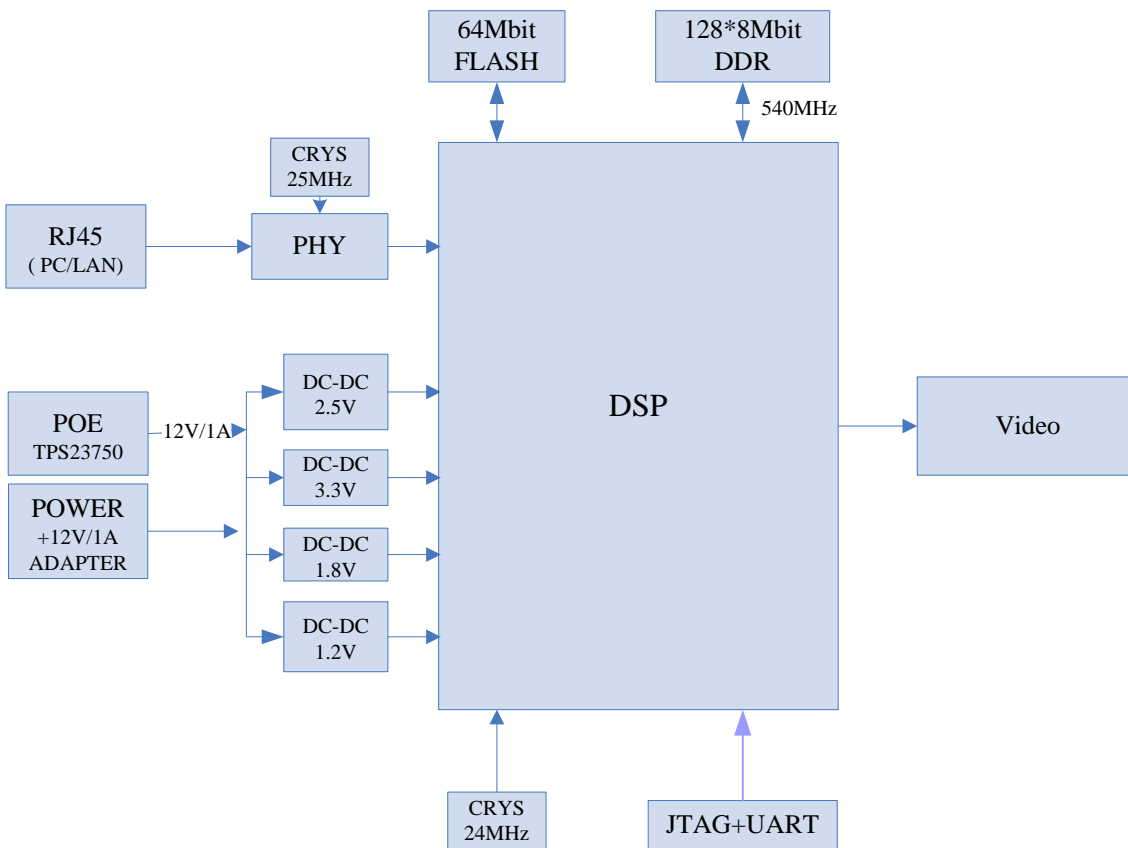 64Mbit
FLASH
128*8Mbit
DDR
540MHz
CRYS
25MHz
RJ45
( PC/LAN)
PHY
DSP
DC-DC
2.5V
POE
TPS23750
12V/1A
Video
DC-DC
3.3V
POWER
+12V/1A
ADAPTER
DC-DC
1.8V
DC-DC
1.2V
CRYS
24MHz
JTAG+UART